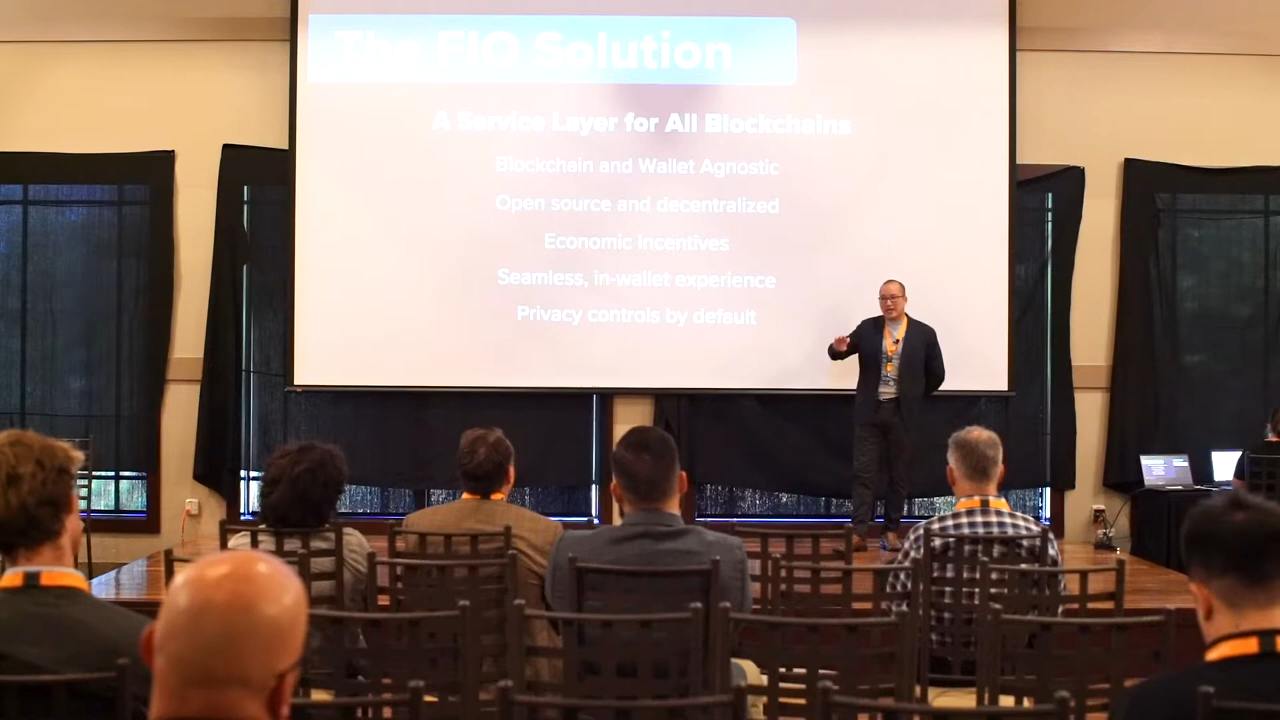 The FIO Solution
A Service Layer for All Blockchains
Blockchain and Wallet Agnostic
Open source and decentralized
Economic incentives
Seamless, in-wallet experience
Privacy controls by default